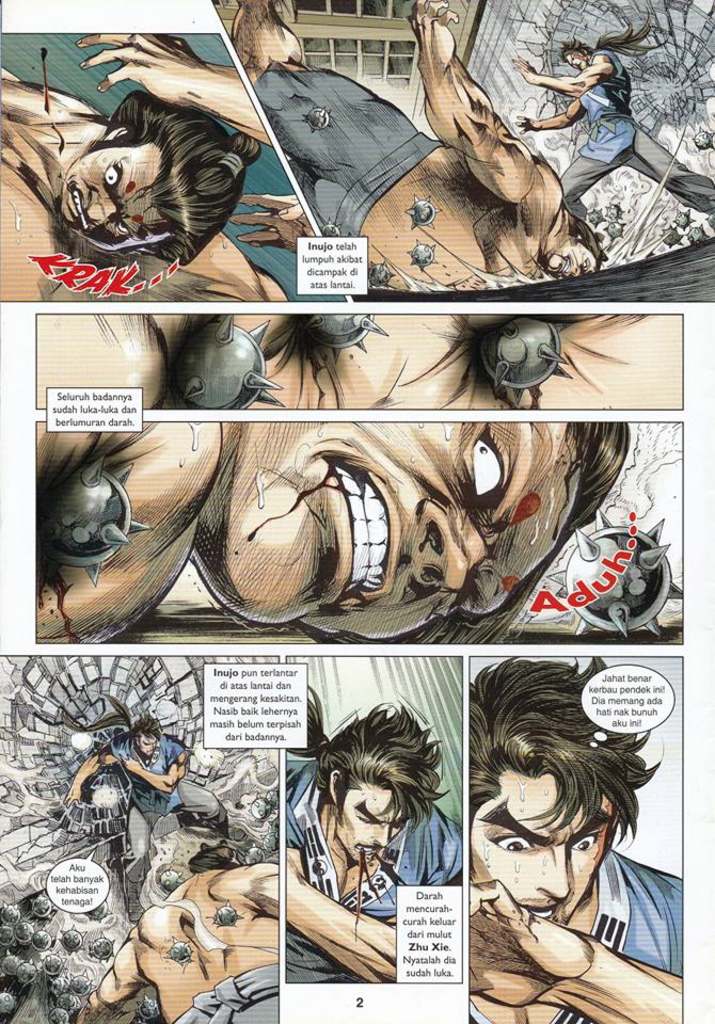 KRAK...
Inujo telah
lumpuh akibat
dicampak di
atas lantai.
Seluruh badannya
sudah luka-luka dan
berlumuran darah.
Aduh...
Inujo pun terlantar
di atas lantai dan
mengerang kesakitan.
Nasib baik lehernya
masih belum terpisah
dari badannya.
Aku
telah banyak
kehabisan
tenaga!
Darah
mencurah-
curah keluar
dari mulut
Zhu Xie.
Nyatalah dia
sudah luka.
Jahat benar
kerbau pendek ini!
Dia memang ada
hati nak bunuh
aku ini!
2